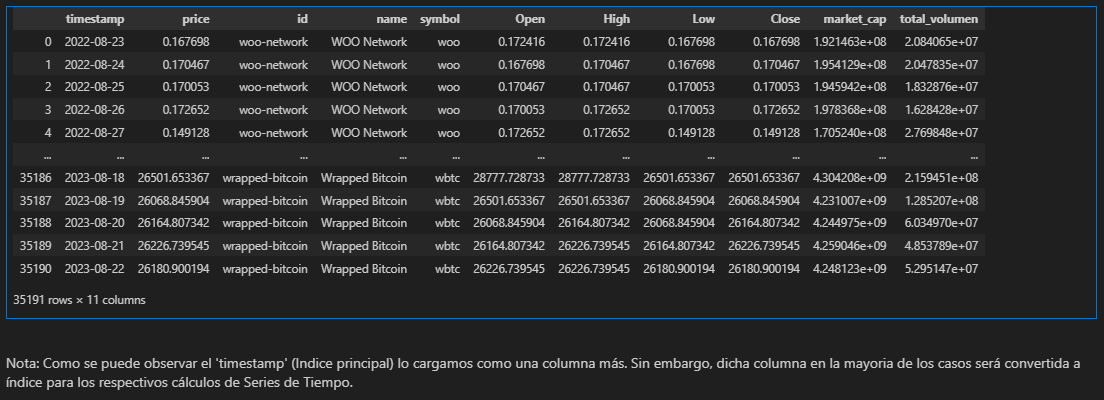 timestamp price id name symbol Open High Low Close market_cap total_volumen
0 2022-08-23 0.167698 woo-network WOO Network woo 0.172416 0.172416 0.167698 0.167698 1.921463e+08 2.084065e+07
1 2022-08-24 0.170467 woo-network WOO Network woo 0.167698 0.170467 0.167698 0.170467 1.954129e+08 2.047835e+07
2 2022-08-25 0.170053 woo-network WOO Network woo 0.170467 0.170467 0.170053 0.170053 1.945942e+08 1.832876e+07
3 2022-08-26 0.172652 woo-network WOO Network woo 0.170053 0.172652 0.170053 0.172652 1.978368e+08 1.628428e+07
4 2022-08-27 0.149128 woo-network WOO Network woo 0.172652 0.172652 0.149128 0.149128 1.705240e+08 2.769848e+07
... ... ... ... ... ... ... ... ... ... ... ...
35186 2023-08-18 26501.653367 wrapped-bitcoin Wrapped Bitcoin wbtc 28777.728733 28777.728733 26501.653367 26501.653367 4.304208e+09 2.159451e+08
35187 2023-08-19 26068.845904 wrapped-bitcoin Wrapped Bitcoin wbtc 26501.653367 26501.653367 26068.845904 26068.845904 4.231007e+09 1.285207e+08
35188 2023-08-20 26164.807342 wrapped-bitcoin Wrapped Bitcoin wbtc 26068.845904 26164.807342 26068.845904 26164.807342 4.244975e+09 6.034970e+07
35189 2023-08-21 26226.739545 wrapped-bitcoin Wrapped Bitcoin wbtc 26164.807342 26226.739545 26164.807342 26226.739545 4.259046e+09 4.853789e+07
35190 2023-08-22 26180.900194 wrapped-bitcoin Wrapped Bitcoin wbtc 26226.739545 26226.739545 26180.900194 26180.900194 4.248123e+09 5.295147e+07
35191 rows × 11 columns
Nota: Como se puede observar el 'timestamp' (Indice principal) lo cargamos como una columna más. Sin embargo, dicha columna en la mayoria de los casos será convertida a
índice para los respectivos cálculos de Series de Tiempo.